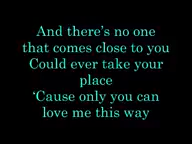 And there's no one
that comes close to you
Could ever take your
place
‘Cause only you can
love me this way